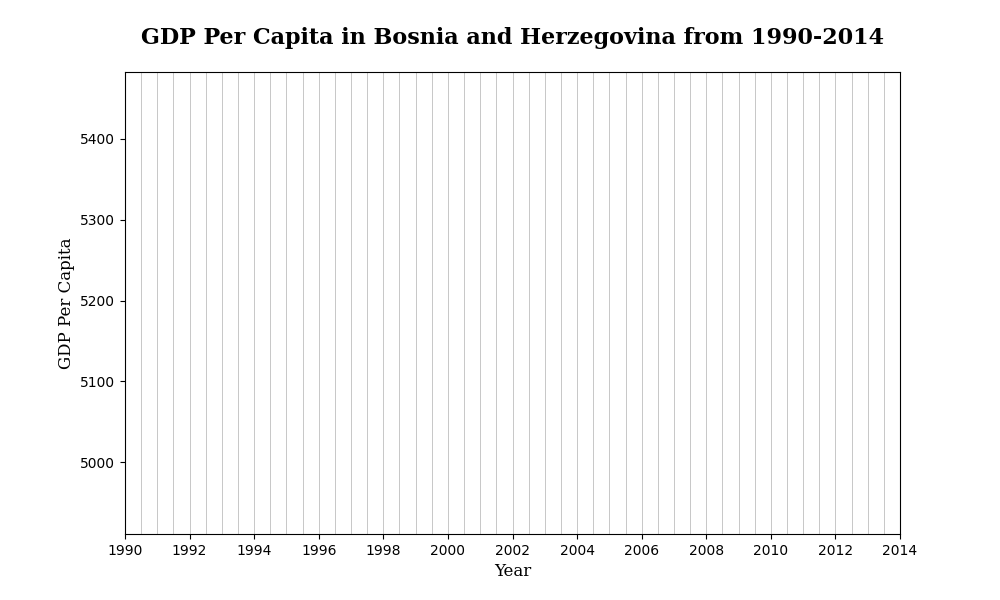 GDP Per Capita in Bosnia and Herzegovina from 1990-2014
5400
5300
5200
5100
5000
GDP Per Capita
1990 1992 1994 1996 1998 2000 2002 2004 2006 2008 2010 2012 2014
Year